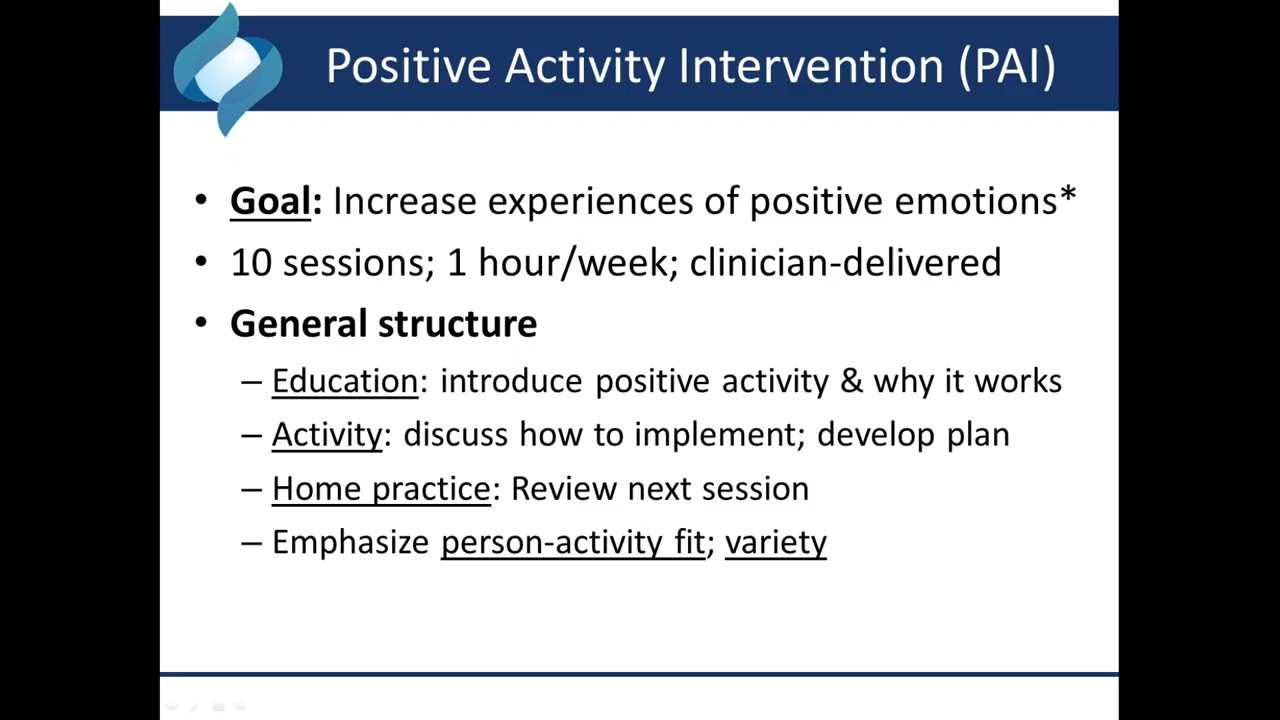 Positive Activity Intervention (PAI)
• Goal: Increase experiences of positive emotions*
• 10 sessions; 1 hour/week; clinician-delivered
• General structure
– Education: introduce positive activity & why it works
– Activity: discuss how to implement; develop plan
– Home practice: Review next session
– Emphasize person-activity fit; variety